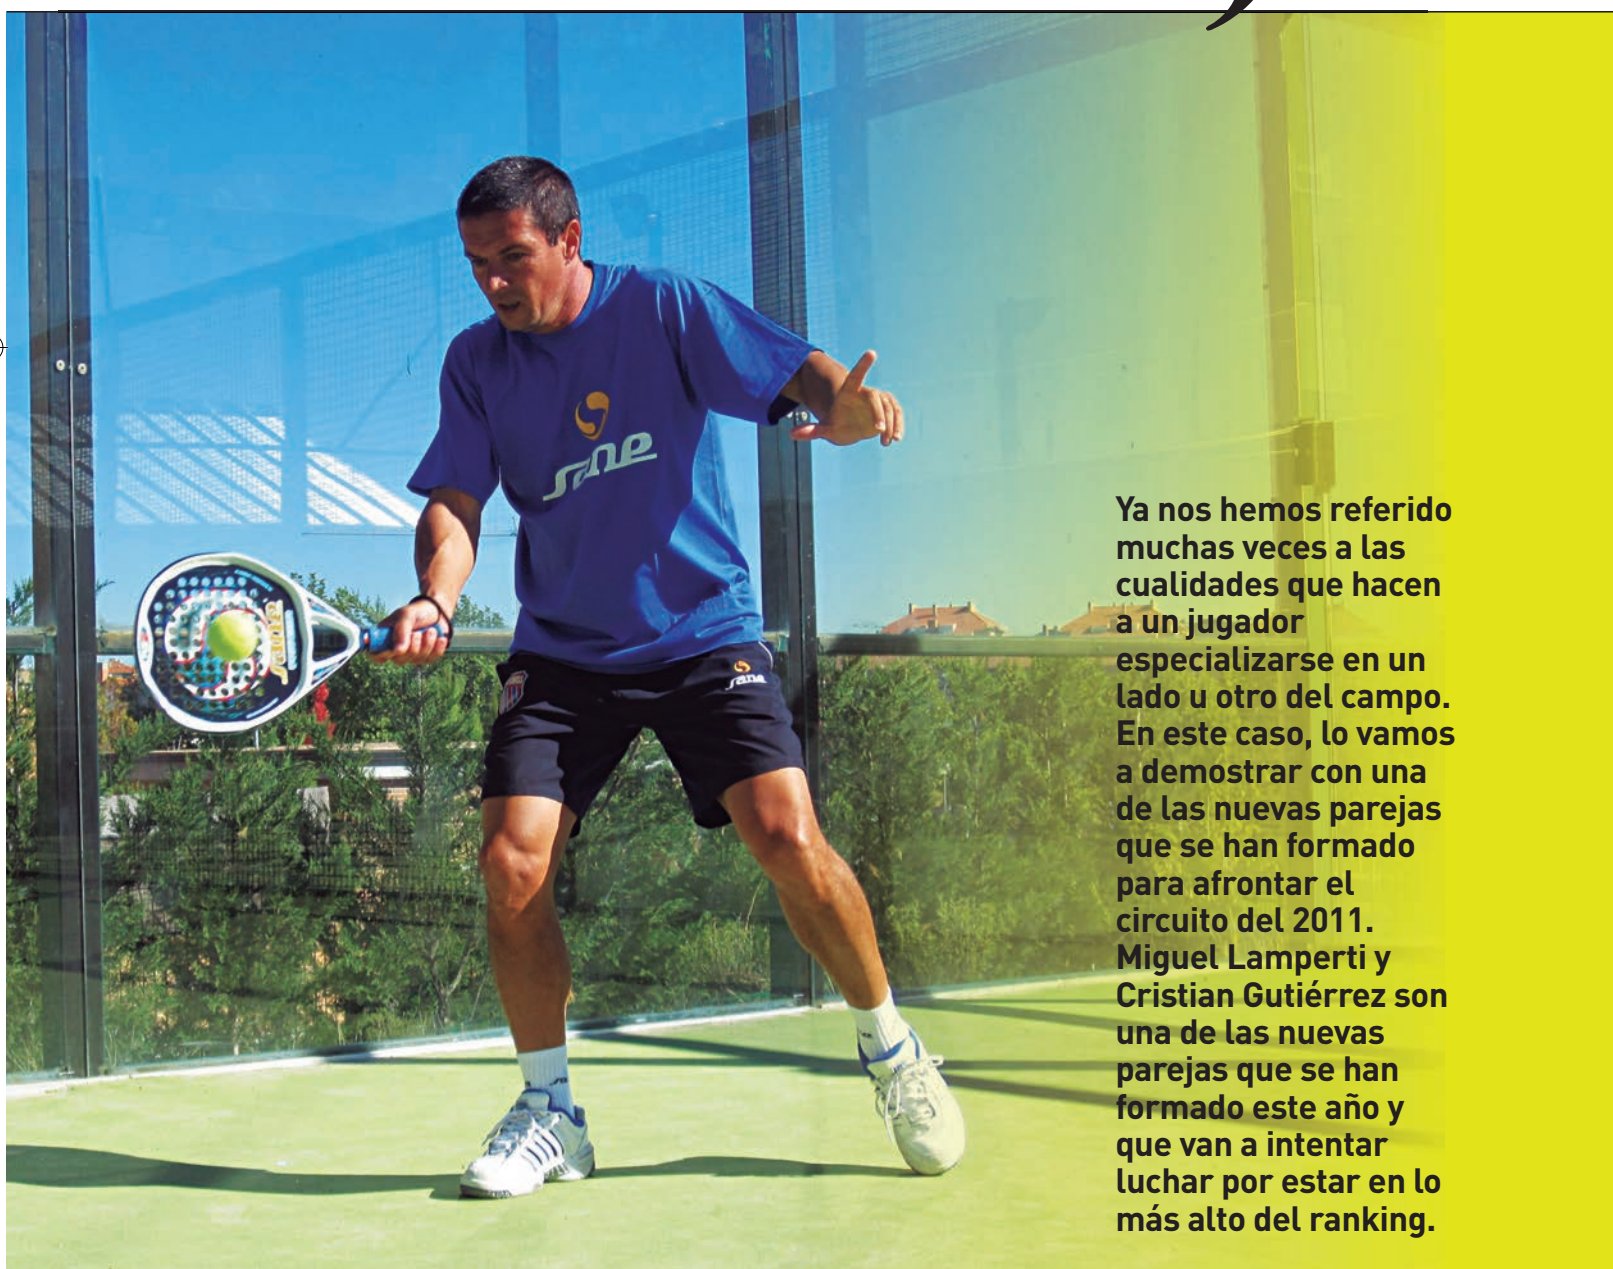 sane
sane
Ya nos hemos referido
muchas veces a las
cualidades que hacen
a un jugador
especializarse en un
lado u otro del campo.
En este caso, lo vamos
a demostrar con una
de las nuevas parejas
que se han formado
para afrontar el
circuito del 2011.
Miguel Lamperti y
Cristian Gutiérrez son
una de las nuevas
parejas que se han
formado este año y
que van a intentar
luchar por estar en lo
más alto del ranking.